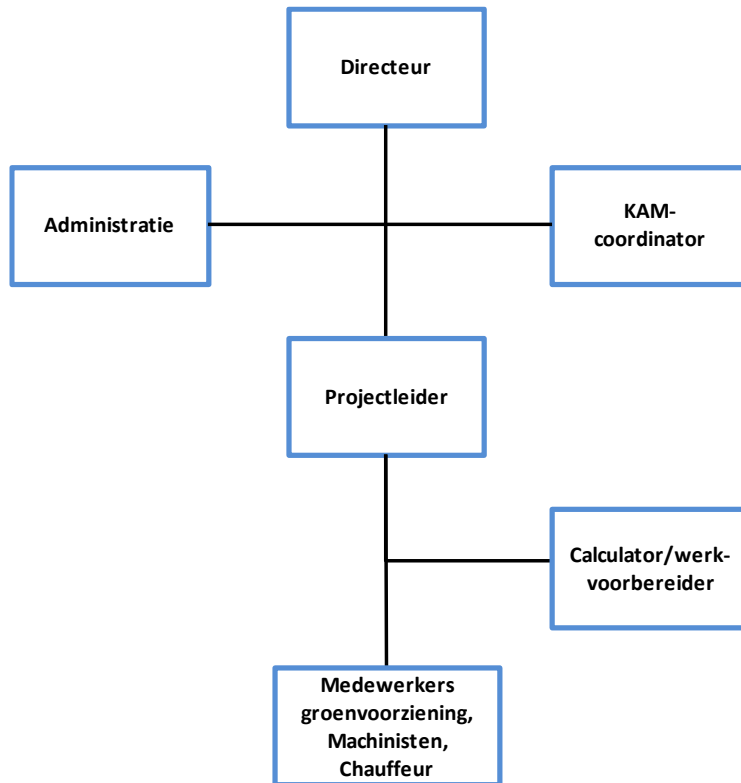 Directeur
Administratie
KAM-
coordinator
Projectleider
Calculator/werk-
voorbereider
Medewerkers
groenvoorziening,
Machinisten,
Chauffeur